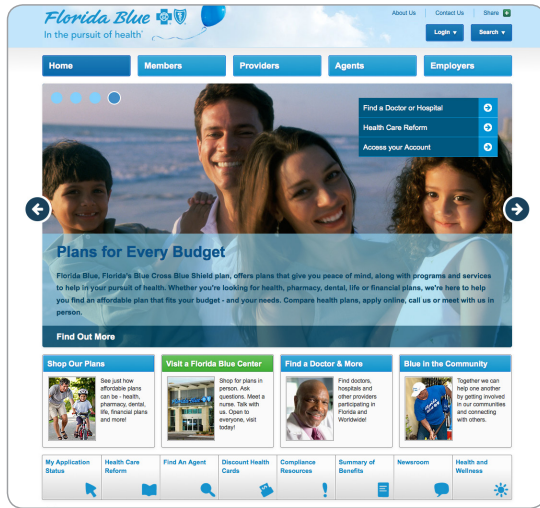 Florida Blue
In the pursuit of health®
About Us
Contact Us
Share
Login
Search
Home
Members
Providers
Agents
Employers
Find a Doctor or Hospital
Health Care Reform
Access your Account
Plans for Every Budget
Florida Blue, Florida's Blue Cross Blue Shield plan, offers plans that give you peace of mind, along with programs and services
to help in your pursuit of health. Whether you're looking for health, pharmacy, dental, life or financial plans, we're here to help
you find an affordable plan that fits your budget - and your needs. Compare health plans, apply online, call us or meet with us in
person.
Find Out More
Shop Our Plans
See just how
affordable plans
can be - health,
pharmacy, dental,
life, financial plans
and more!
Visit a Florida Blue Center
Shop for plans in
person. Ask
questions. Meet a
nurse. Talk with
us. Open to
everyone, visit
today!
Find a Doctor & More
Find doctors,
hospitals and
other providers
participating in
Florida and
Worldwide!
Blue in the Community
Together we can
help one another
by getting involved
in our communities
and connecting
with others.
My Application
Status
Health Care
Reform
Find An Agent
Discount Health
Cards
Compliance
Resources
Summary of
Benefits
Newsroom
Health and
Wellness